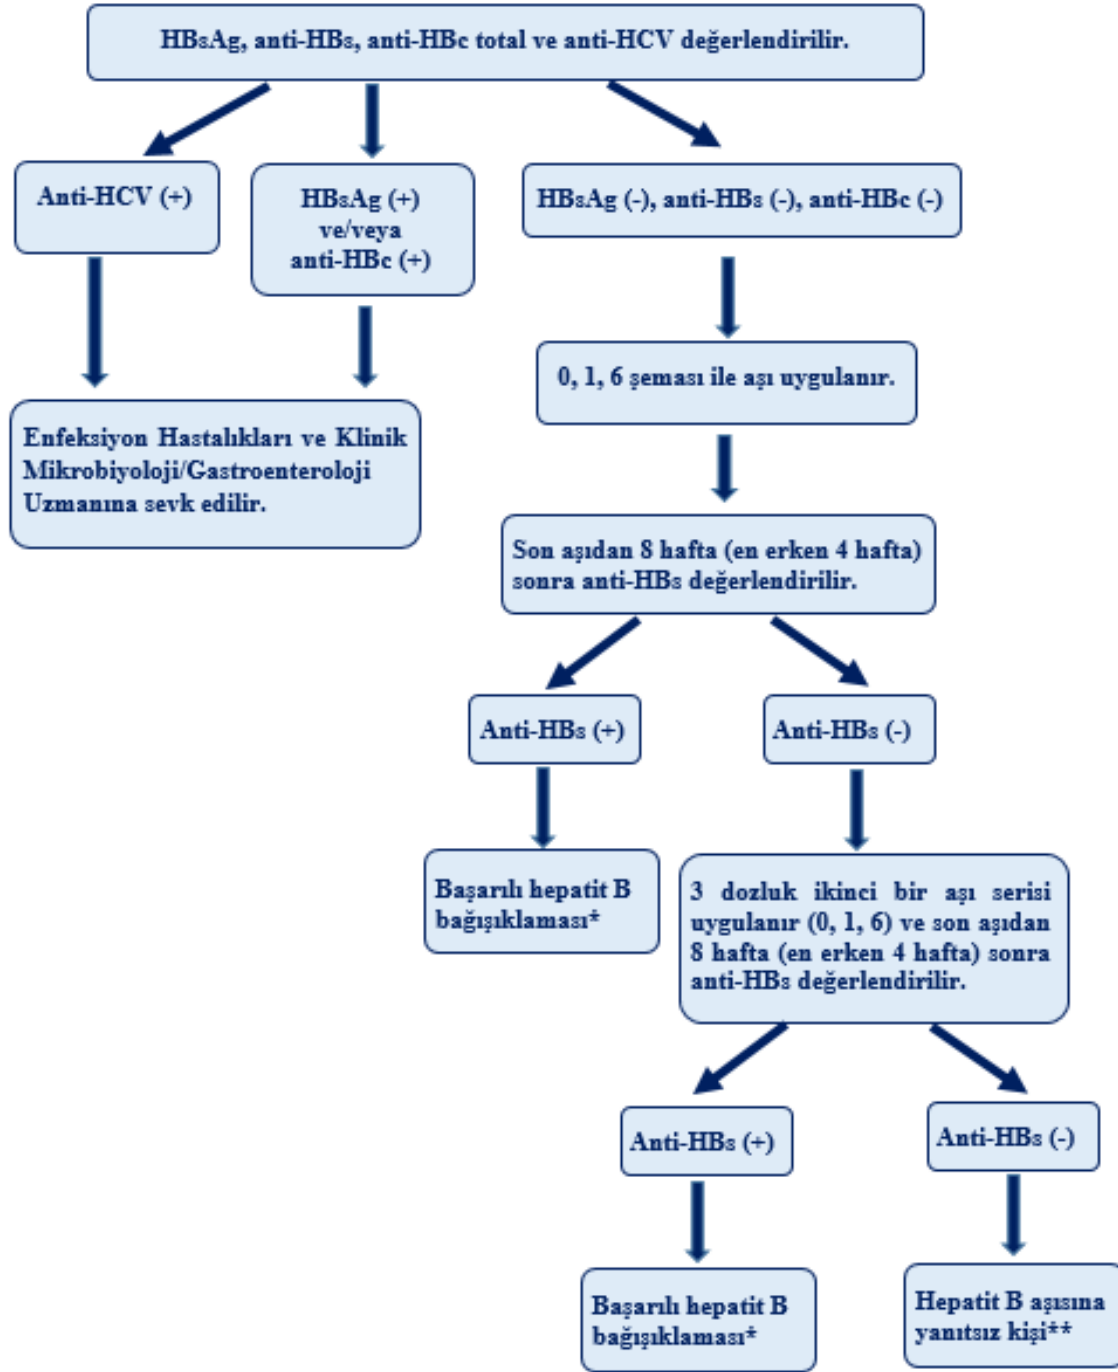 HBsAg, anti-HBs, anti-HBc total ve anti-HCV değerlendirilir.
Anti-HCV (+)
HBsAg (+)
ve/veya
anti-HBc (+)
HBsAg (-), anti-HBs (-), anti-HBc (-)
0, 1, 6 şeması ile aşı uygulanır.
Enfeksiyon Hastalıkları ve Klinik
Mikrobiyoloji/Gastroenteroloji
Uzmanına sevk edilir.
Son aşıdan 8 hafta (en erken 4 hafta)
sonra anti-HBs değerlendirilir.
Anti-HBs (+)
Anti-HBs (-)
Başarılı hepatit B
bağışıklaması*
3 dozluk ikinci bir aşı serisi
uygulanır (0, 1, 6) ve son aşıdan
8 hafta (en erken 4 hafta) sonra
anti-HBs değerlendirilir.
Anti-HBs (+)
Anti-HBs (-)
Başarılı hepatit B
bağışıklaması*
Hepatit B aşısına
yanıtsız kişi**